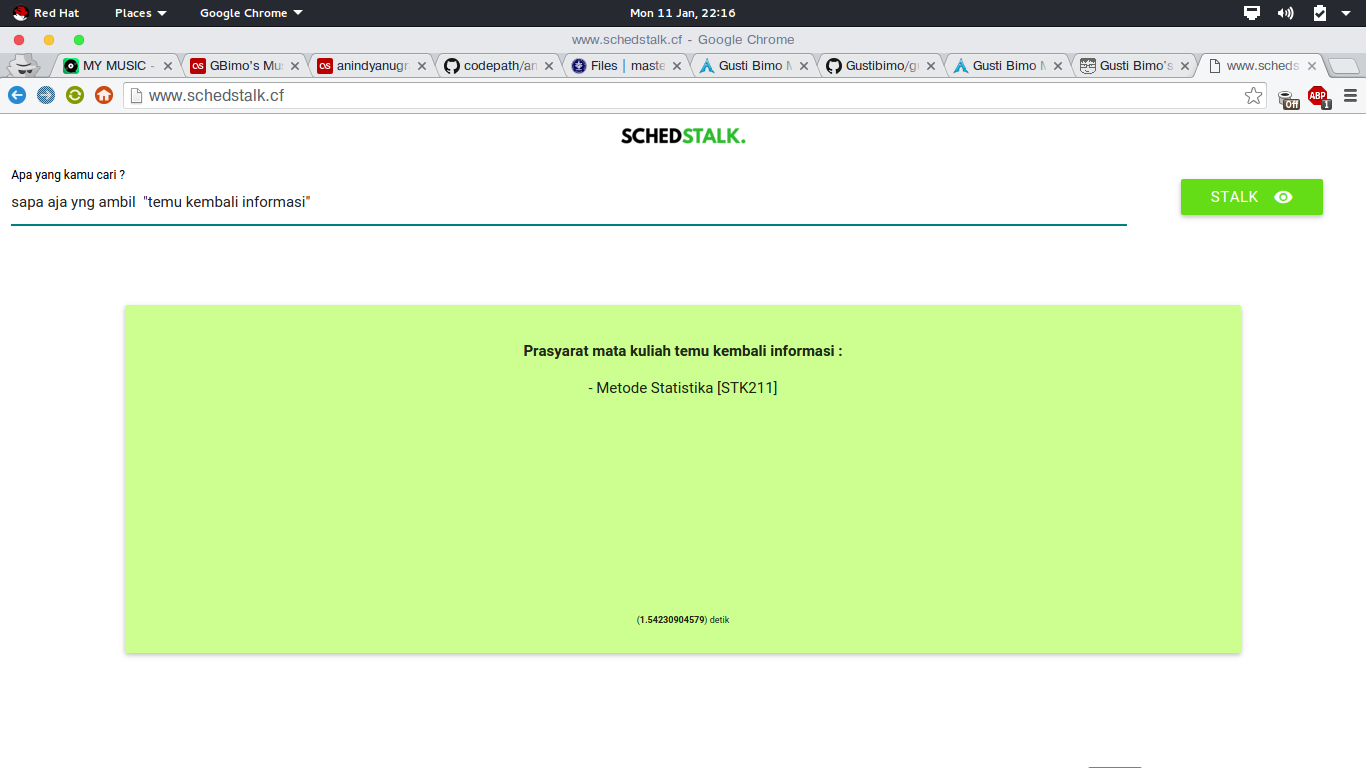 Red Hat Places Google Chrome Mon 11 Jan, 22:16
www.schedstalk.cf - Google Chrome
MY MUSIC - GBimo's Mu anindyanugr codepath/an Files | maste Gusti Bimo M Gustibimo/g Gusti Bimo M Gusti Bimo's www.scheds
www.schedstalk.cf Off ABP 1
SCHEDSTALK.
Apa yang kamu cari ?
sapa aja yng ambil "temu kembali informasi"
STALK
Prasyarat mata kuliah temu kembali informasi :
- Metode Statistika [STK211]
(1.54230904579) detik